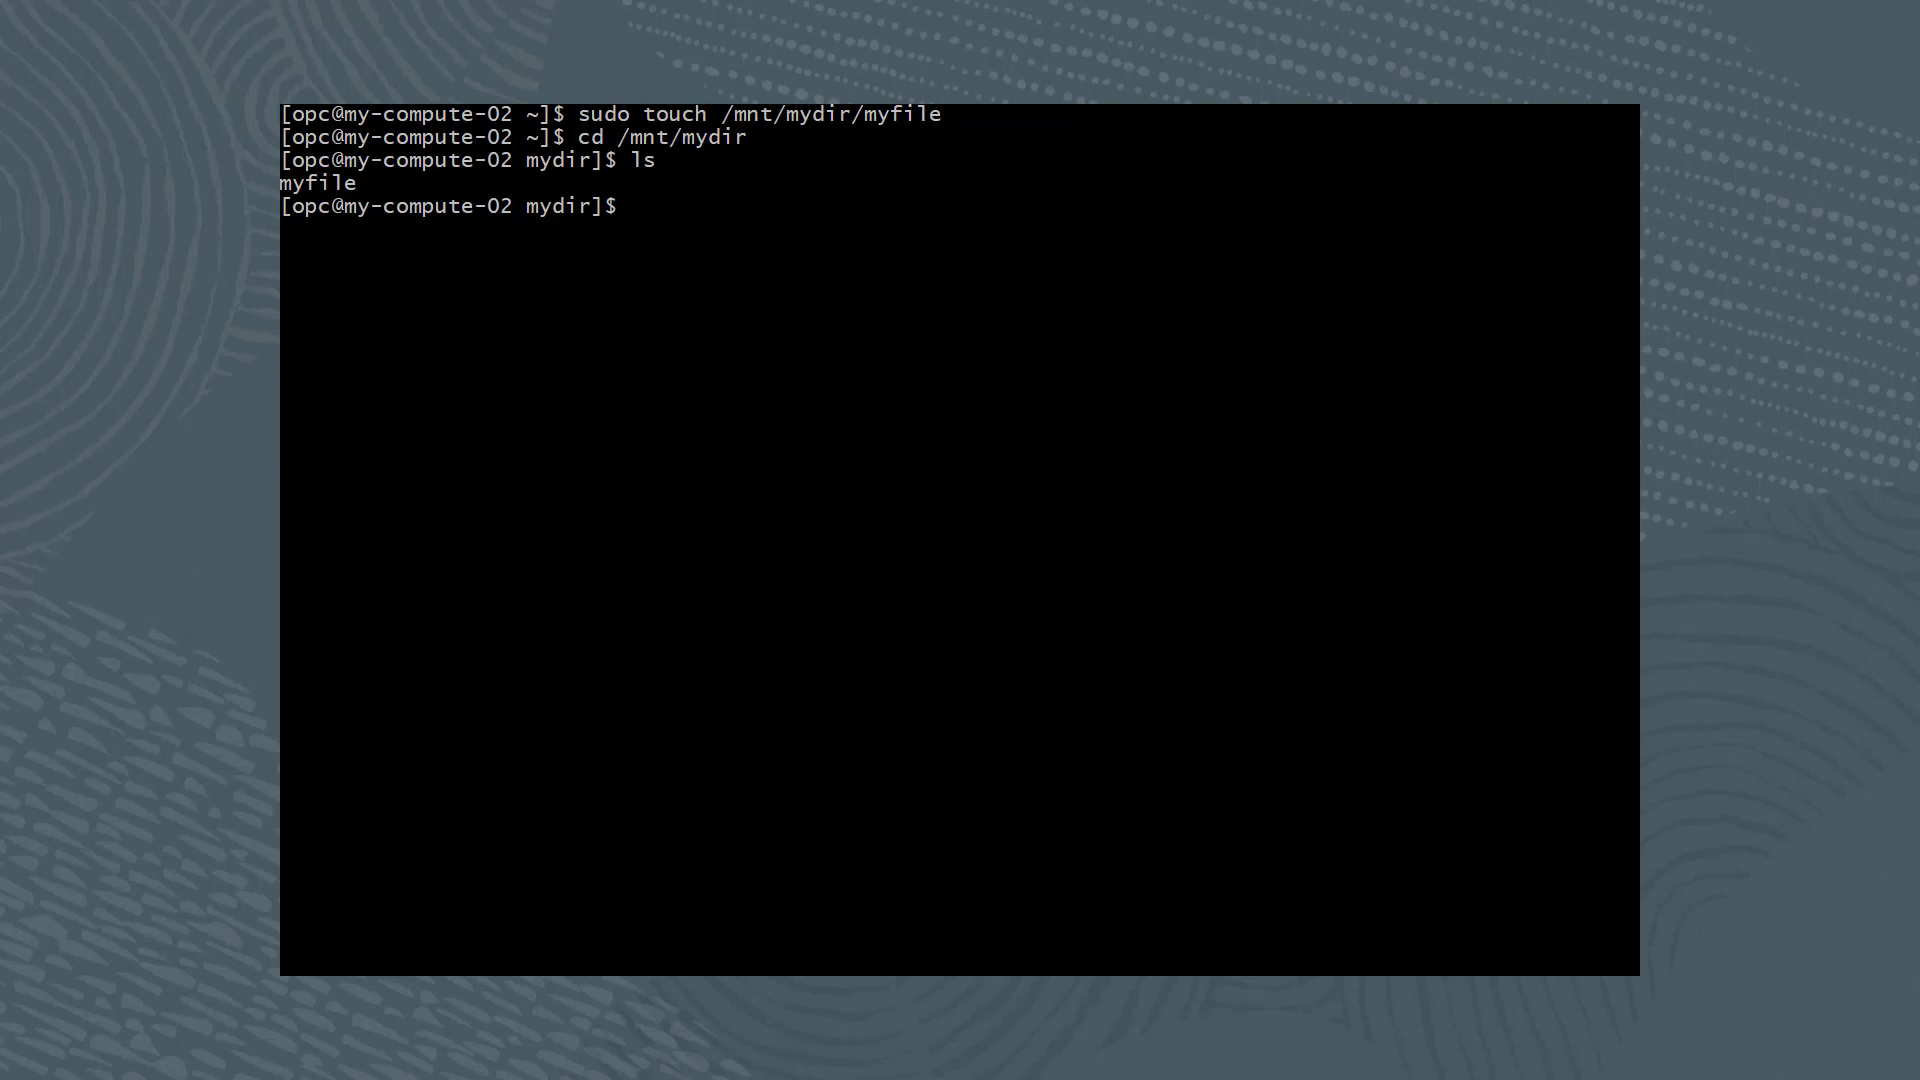 [opc@my-compute-02 ~]$ sudo touch /mnt/mydir/myfile
[opc@my-compute-02 ~]$ cd /mnt/mydir
[opc@my-compute-02 mydir]$ ls
myfile
[opc@my-compute-02 mydir]$